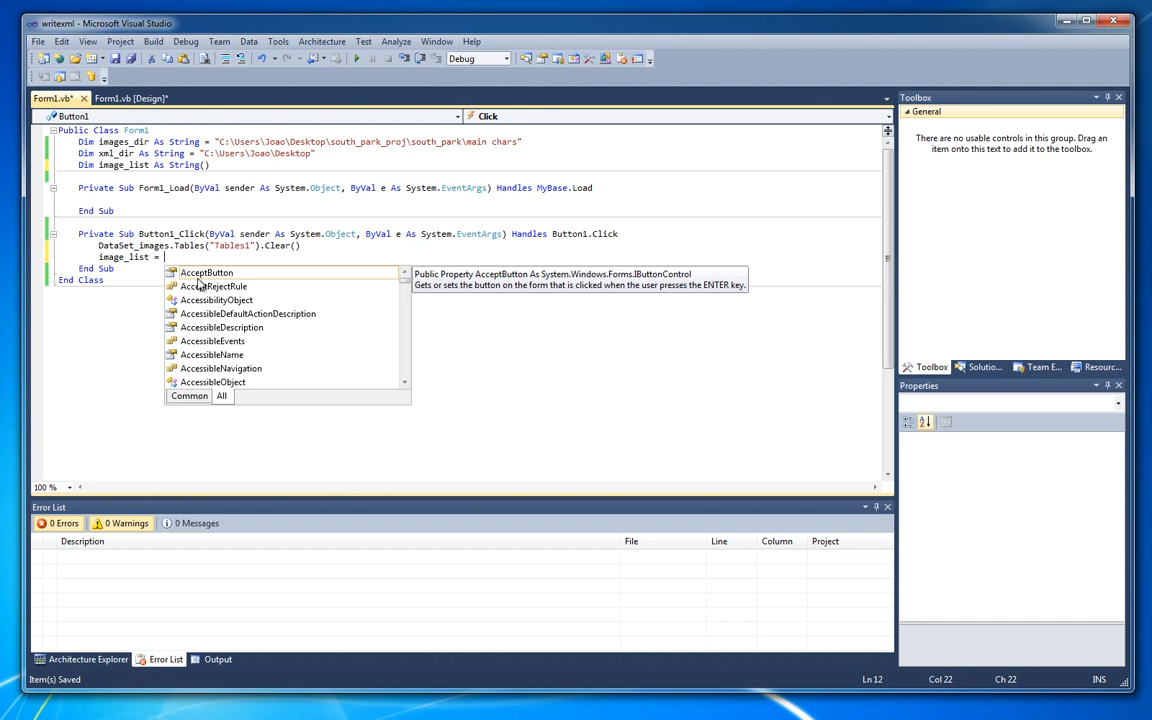 writexml - Microsoft Visual Studio
File Edit View Project Build Debug Team Data Tools Architecture Test Analyze Window Help
Debug
Form1.vb* Form1.vb [Design]*
Button1 Click
Public Class Form1
Dim images_dir As String = "C:\Users\Joao\Desktop\south_park_proj\south_park\main chars"
Dim xml_dir As String = "C:\Users\Joao\Desktop"
Dim image_list As String()
Private Sub Form1_Load(ByVal sender As System.Object, ByVal e As System.EventArgs) Handles MyBase.Load
End Sub
Private Sub Button1_Click(ByVal sender As System.Object, ByVal e As System.EventArgs) Handles Button1.Click
DataSet_images.Tables("Tables1").Clear()
image_list =
End Sub
End Class
AcceptButton
AcceptRejectRule
AccessibilityObject
AccessibleDefaultActionDescription
AccessibleDescription
AccessibleEvents
AccessibleName
AccessibleNavigation
AccessibleObject
Common All
Public Property AcceptButton As System.Windows.Forms.IButtonControl
Gets or sets the button on the form that is clicked when the user presses the ENTER key.
100 %
Toolbox
General
There are no usable controls in this group. Drag an
item onto this text to add it to the toolbox.
Toolbox Solutio... Team E... Resourc...
Properties
Error List
0 Errors 0 Warnings 0 Messages
Description File Line Column Project
Architecture Explorer Error List Output
Item(s) Saved Ln 12 Col 22 Ch 22 INS